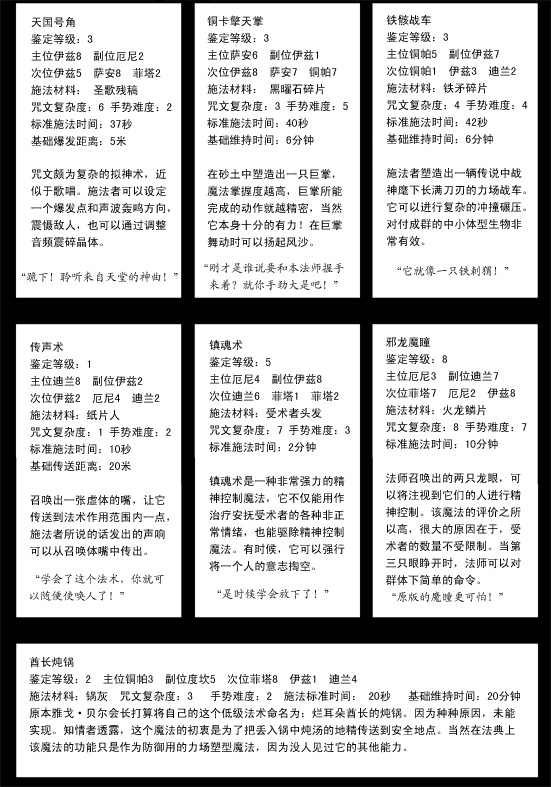 天国号角
鉴定等级：3
主位伊兹8 副位厄尼2
次位伊兹5 萨安8 菲塔2
施法材料： 圣歌残稿
咒文复杂度：6 手势难度：2
标准施法时间：37秒
基础爆发距离：5米
咒文颇为复杂的拟神术，近
似于歌唱。施法者可以设定
一个爆发点和声波轰鸣方向，
震慑敌人，也可以通过调整
音频震碎晶体。
“跪下！聆听来自天堂的神曲！”
铜卡擎天掌
鉴定等级：3
主位萨安6 副位伊兹1
次位伊兹8 萨安7 铜帕7
施法材料： 黑曜石碎片
咒文复杂度：3 手势难度：5
标准施法时间：40秒
基础维持时间：6分钟
在砂土中塑造出一只巨掌，
魔法掌握度越高，巨掌所能
完成的动作就越精密，当然
它本身十分的有力！在巨掌
舞动时可以扬起风沙。
“刚才是谁说要和本法师握手
来着？就你手劲大是吧！”
铁骸战车
鉴定等级：3
主位铜帕5 副位伊兹7
次位铜帕1 伊兹3 迪兰2
施法材料：铁矛碎片
咒文复杂度：4 手势难度：4
标准施法时间：42秒
基础维持时间：6分钟
施法者塑造出一辆传说中战
神麾下长满刀刃的力场战车。
它可以进行复杂的冲撞碾压。
对付成群的中小体型生物非
常有效。
“它就像一只铁刺猬！”
传声术
鉴定等级：1
主位迪兰8 副位伊兹2
次位伊兹2 厄尼4 迪兰2
施法材料：纸片人
咒文复杂度：1 手势难度：2
标准施法时间：10秒
基础传送距离：20米
召唤出一张虚体的嘴，让它
传送到法术作用范围内一点，
施法者所说的话发出的声响
可以从召唤体嘴中传出。
“学会了这个法术，你就可
以随便使唤人了！”
镇魂术
鉴定等级：5
主位厄尼4 副位伊兹8
次位迪兰6 菲塔1 菲塔2
施法材料：受术者头发
咒文复杂度：7 手势难度：3
标准施法时间：2分钟
镇魂术是一种非常强力的精
神控制魔法，它不仅能用作
治疗安抚受术者的各种非正
常情绪，也能驱除精神控制
魔法。有时候，它可以强行
将一个人的意志掏空。
“是时候学会放下了！”
邪龙魔瞳
鉴定等级：8
主位厄尼3 副位迪兰7
次位菲塔7 厄尼2 伊兹8
施法材料：火龙鳞片
咒文复杂度：8 手势难度：7
标准施法时间：10分钟
法师召唤出的两只龙眼，可
以将注视到它们的人进行精
神控制。该魔法的评价之所
以高，很大的原因在于，受
术者的数量不受限制。当第
三只眼睁开时，法师可以对
群体下简单的命令。
“原版的魔瞳更可怕！”
酋长炖锅
鉴定等级：2 主位铜帕3 副位度坎5 次位菲塔8 伊兹1 迪兰4
施法材料：锅灰 咒文复杂度：3 手势难度：2 施法标准时间： 20秒 基础维持时间：20分钟
原本雅戈·贝尔会长打算将自己的这个低级法术命名为：烂耳朵酋长的炖锅。因为种种原因，未能
实现。知情者透露，这个魔法的初衷是为了把丢入锅中炖汤的地精传送到安全地点。当然在法典上
该魔法的功能只是作为防御用的力场塑型魔法，因为没人见过它的其他能力。